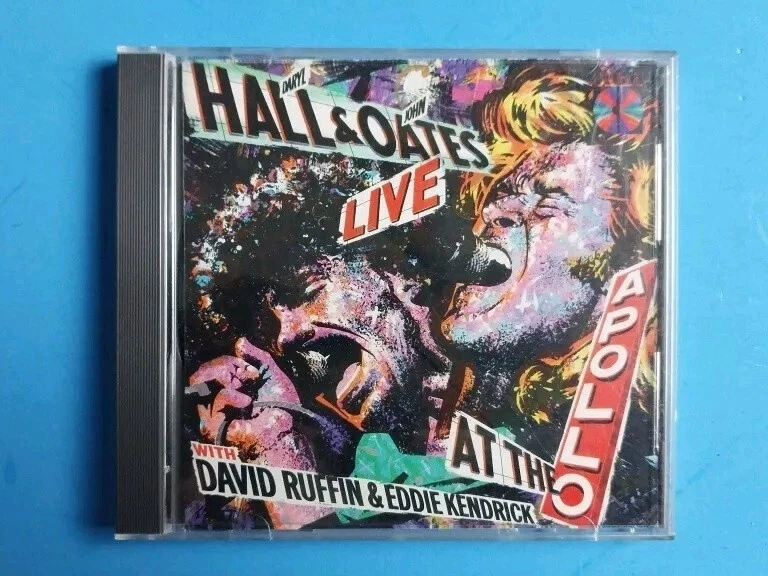 DARYL
HALL & JOHN OATES
LIVE
AT THE
APOLLO
WITH
DAVID RUFFIN & EDDIE KENDRICK